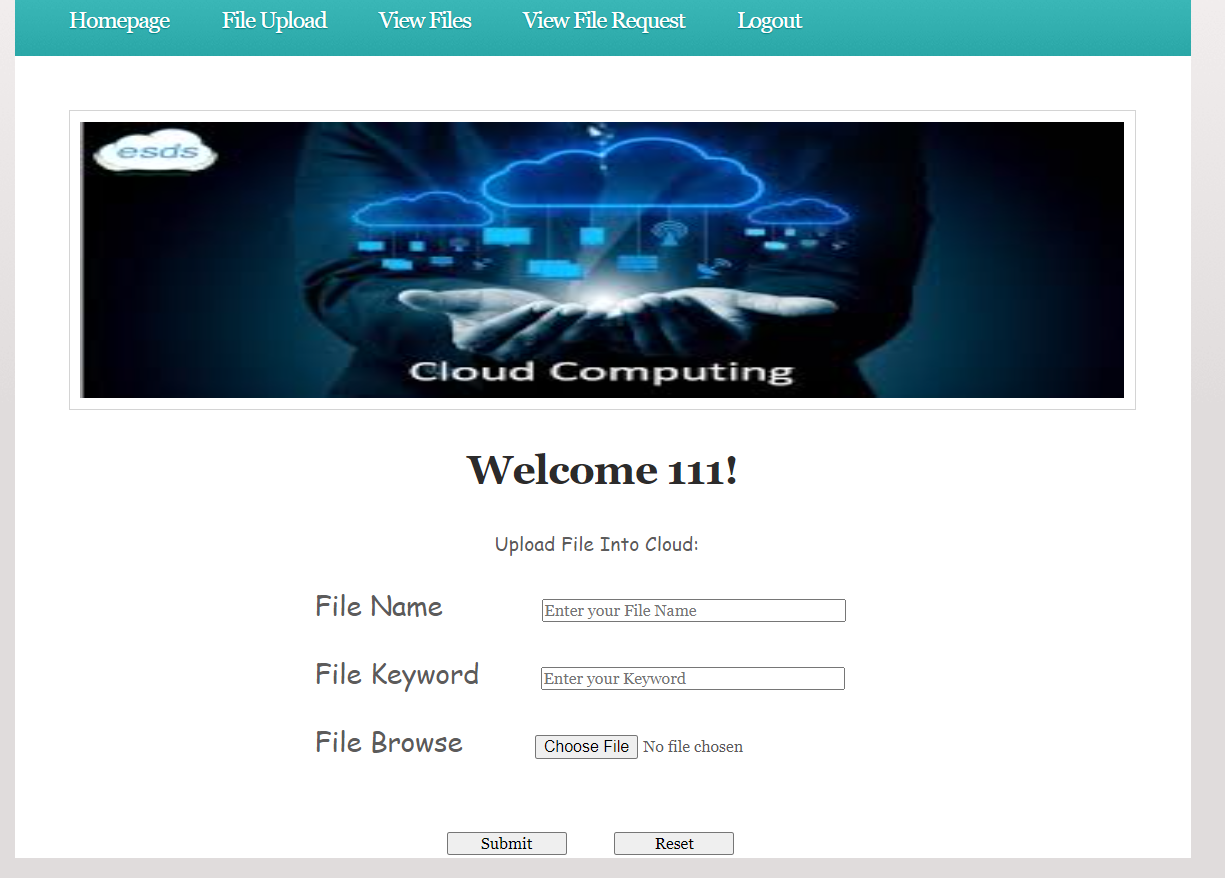 Homepage File Upload View Files View File Request Logout
esds
Cloud Computing
Welcome 111!
Upload File Into Cloud:
File Name Enter your File Name
File Keyword Enter your Keyword
File Browse Choose File No file chosen
Submit Reset